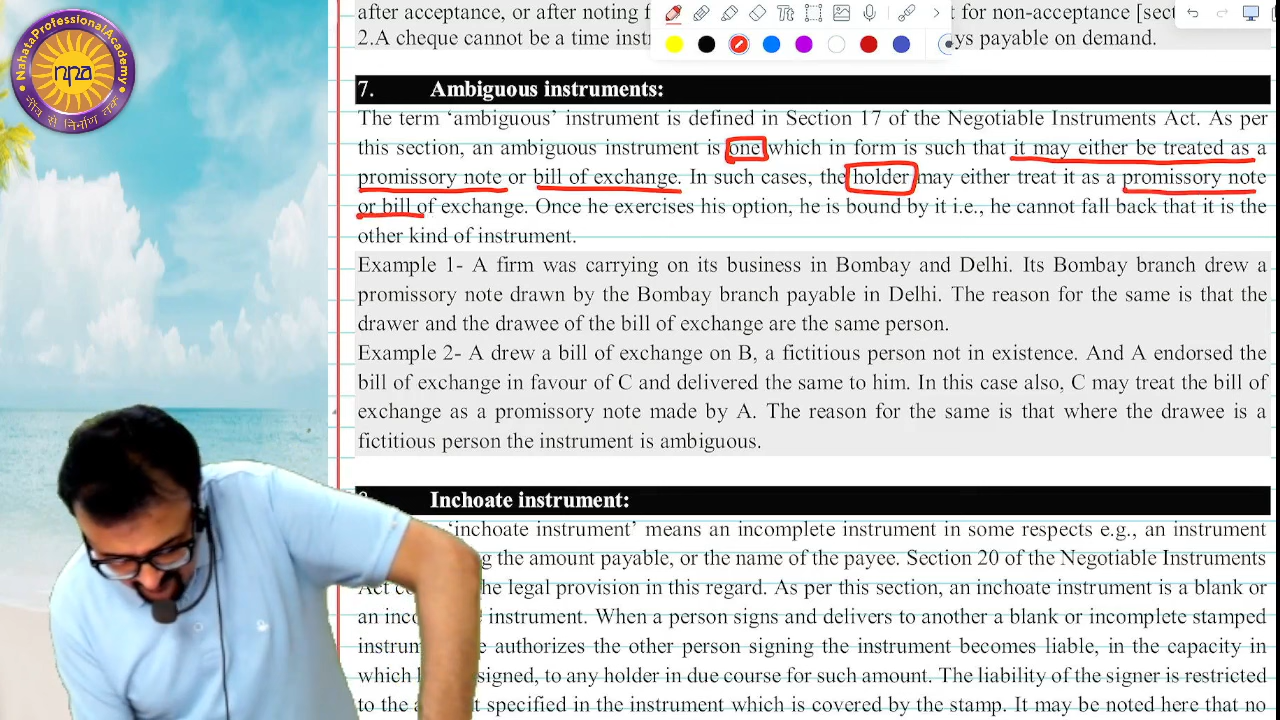 after acceptance, or after noting f t for non-acceptance [sect
2.A cheque cannot be a time instr ys payable on demand.
NahataProfessionalAcademy
npa
नींव से निर्माण तक
7. Ambiguous instruments:
The term ‘ambiguous’ instrument is defined in Section 17 of the Negotiable Instruments Act. As per
this section, an ambiguous instrument is one which in form is such that it may either be treated as a
promissory note or bill of exchange. In such cases, the holder may either treat it as a promissory note
or bill of exchange. Once he exercises his option, he is bound by it i.e., he cannot fall back that it is the
other kind of instrument.
Example 1- A firm was carrying on its business in Bombay and Delhi. Its Bombay branch drew a
promissory note drawn by the Bombay branch payable in Delhi. The reason for the same is that the
drawer and the drawee of the bill of exchange are the same person.
Example 2- A drew a bill of exchange on B, a fictitious person not in existence. And A endorsed the
bill of exchange in favour of C and delivered the same to him. In this case also, C may treat the bill of
exchange as a promissory note made by A. The reason for the same is that where the drawee is a
fictitious person the instrument is ambiguous.
Inchoate instrument:
‘inchoate instrument’ means an incomplete instrument in some respects e.g., an instrument
g the amount payable, or the name of the payee. Section 20 of the Negotiable Instruments
Act co he legal provision in this regard. As per this section, an inchoate instrument is a blank or
an inco instrument. When a person signs and delivers to another a blank or incomplete stamped
instrum authorizes the other person signing the instrument becomes liable, in the capacity in
which signed, to any holder in due course for such amount. The liability of the signer is restricted
to the a t specified in the instrument which is covered by the stamp. It may be noted here that no